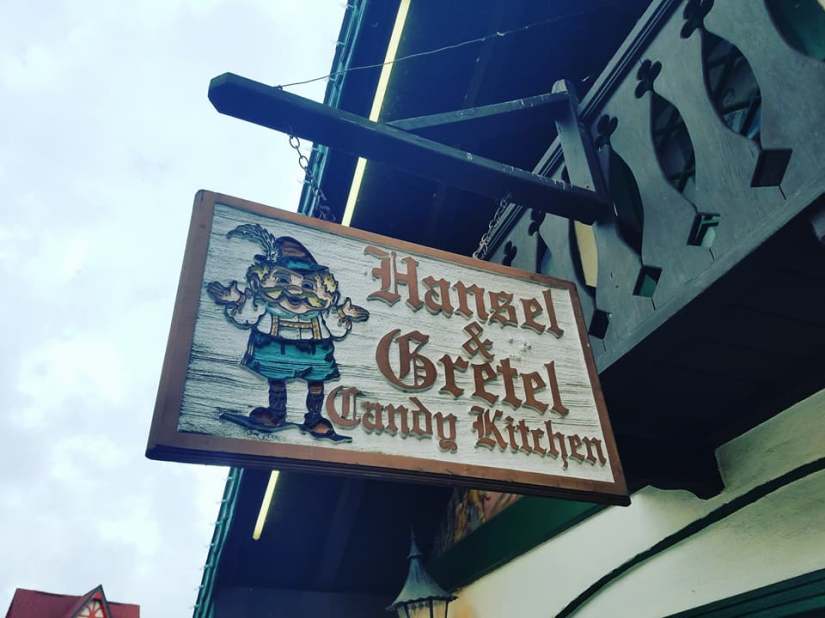 Hansel
&
Gretel
Candy Kitchen